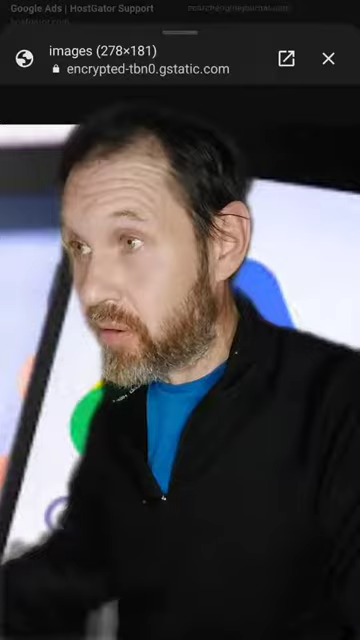 Google Ads | HostGator Support
images (278×181)
encrypted-tbn0.gstatic.com